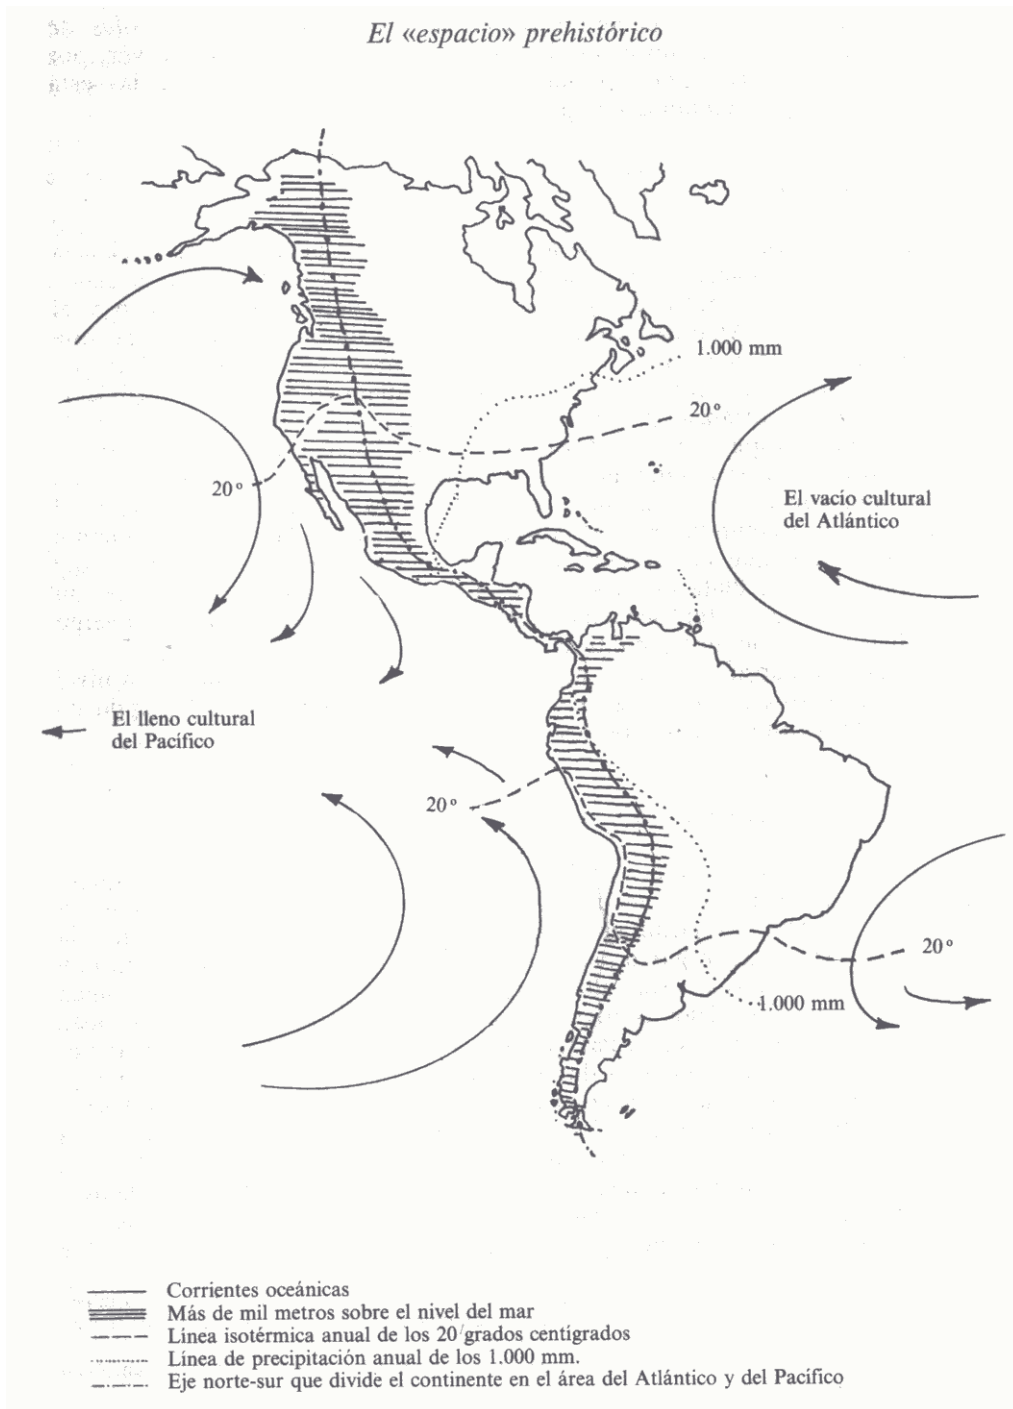 El «espacio» prehistórico
1.000 mm
20°
20°
El vacío cultural
del Atlántico
El lleno cultural
del Pacífico
20°
20°
1.000 mm
Corrientes oceánicas
Más de mil metros sobre el nivel del mar
Línea isotérmica anual de los 20 grados centígrados
Línea de precipitación anual de los 1.000 mm.
Eje norte-sur que divide el continente en el área del Atlántico y del Pacífico